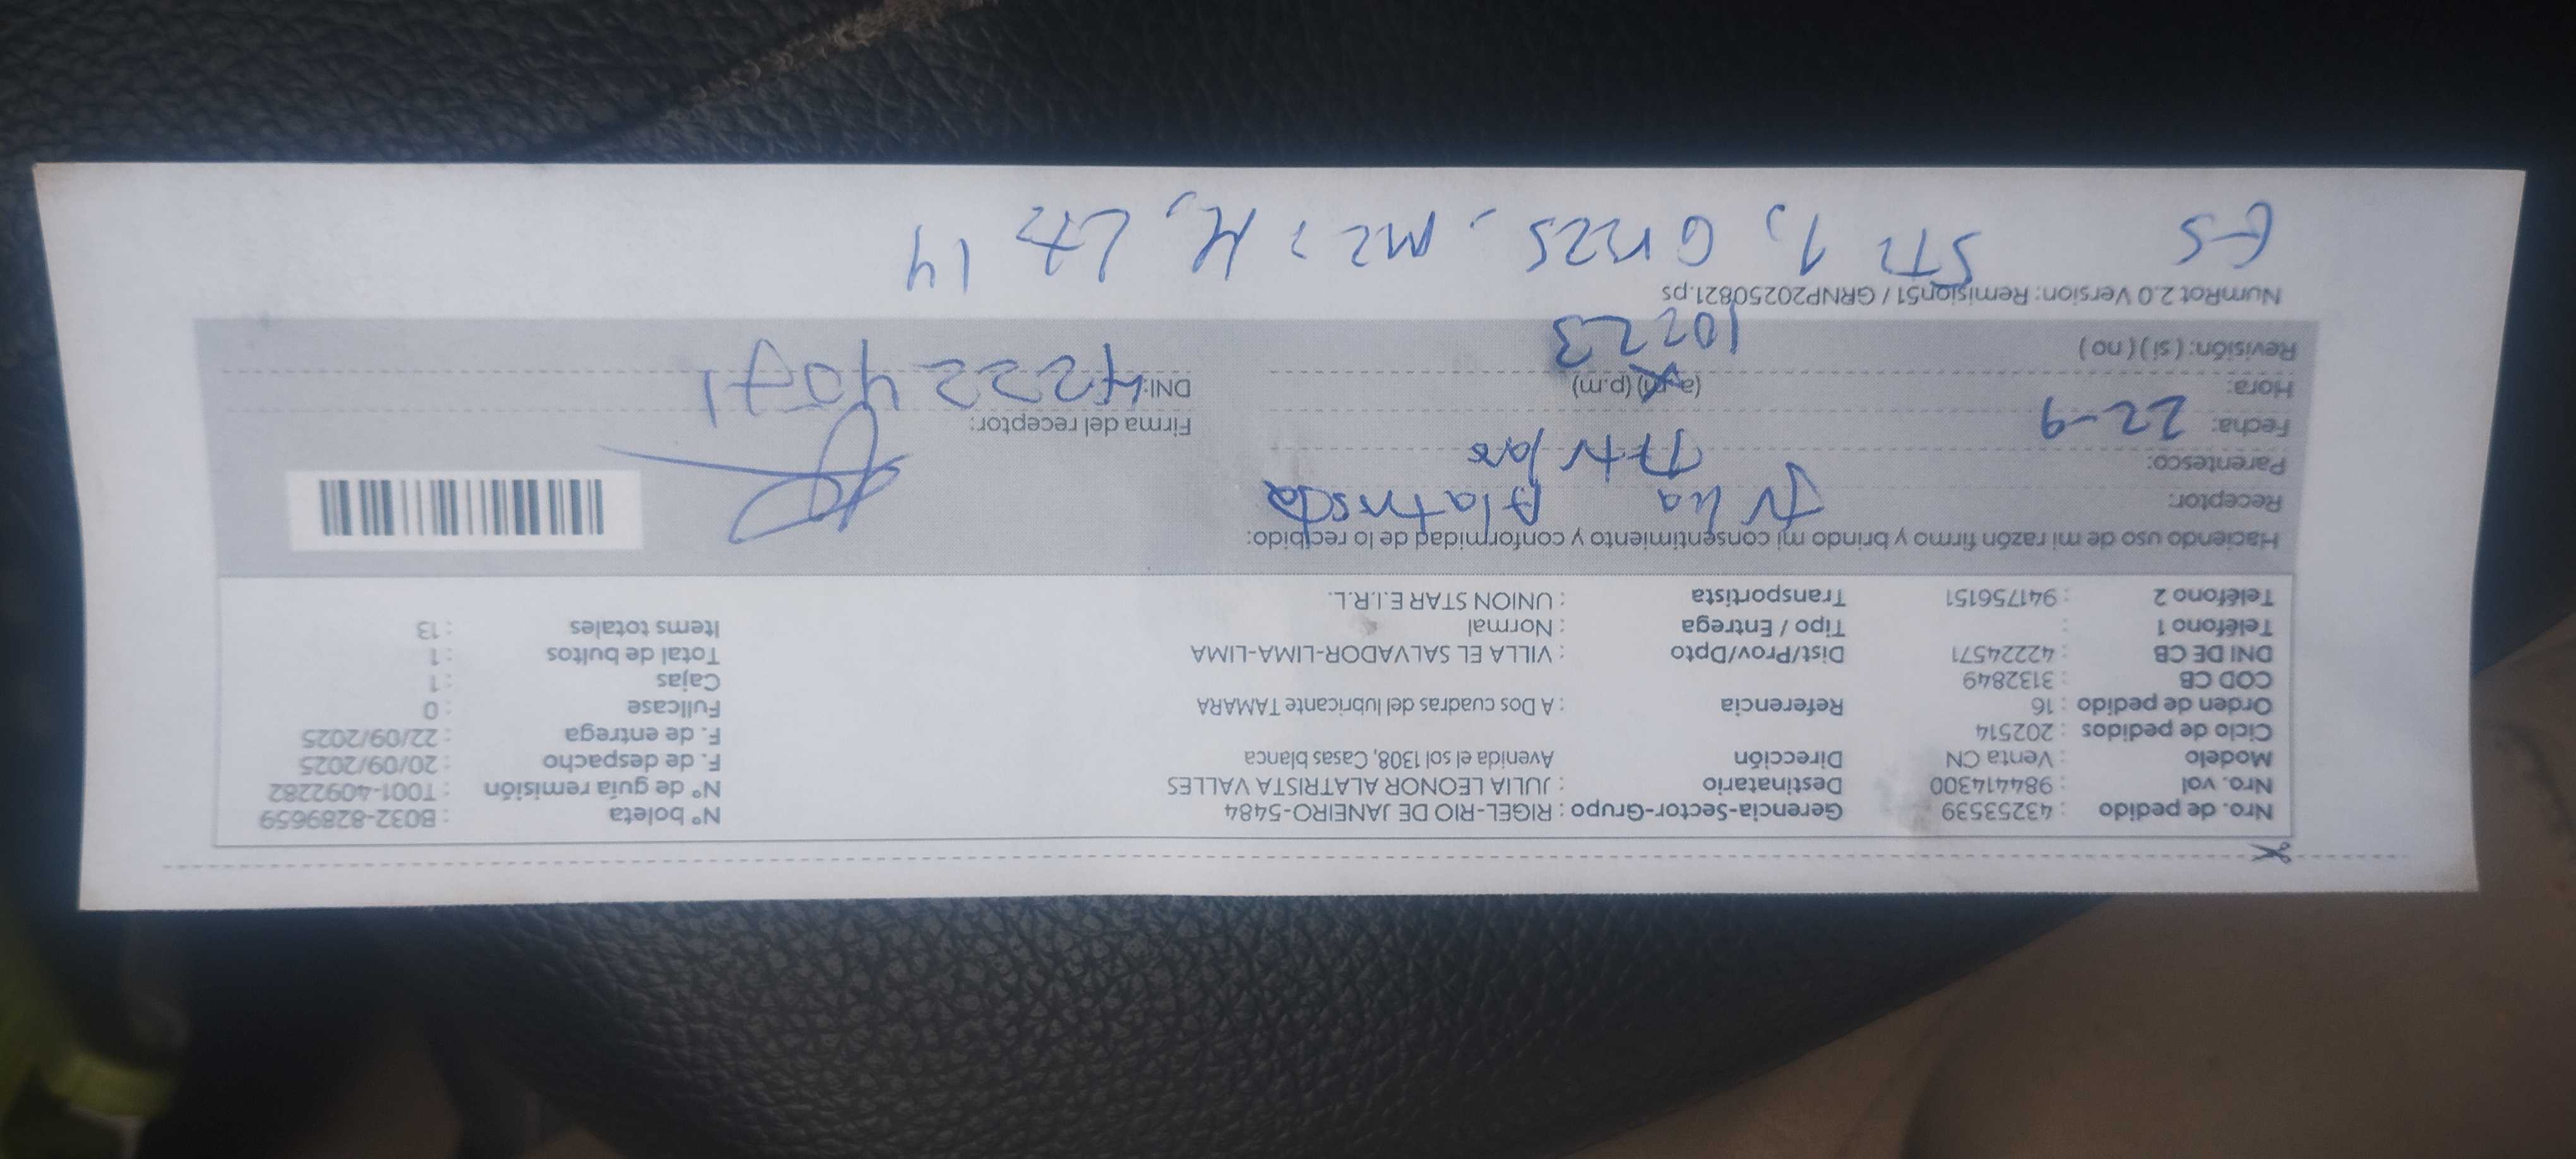 Nro. de pedido : 43253539 Gerencia-Sector-Grupo : RIGEL-RIO DE JANEIRO-5484 N° boleta : B032-8289659
Nro. vol : 984414300 Destinatario : JULIA LEONOR ALATRISTA VALLES N° de guía remisión : T001-4092282
Modelo : Venta CN Dirección Avenida el sol 1308, Casas blanca F. de despacho : 20/09/2025
Ciclo de pedidos : 202514 F. de entrega : 22/09/2025
Orden de pedido : 16 Referencia : A Dos cuadras del lubricante TAMARA Fullcase : 0
COD CB : 3132849 Cajas : 1
DNI DE CB : 42224571 Dist/Prov/Dpto : VILLA EL SALVADOR-LIMA-LIMA Total de bultos : 1
Teléfono 1 : Tipo / Entrega : Normal Items totales : 13
Teléfono 2 : 941756151 Transportista : UNION STAR E.I.R.L.
Haciendo uso de mi razón firmo y brindo mi consentimiento y conformidad de lo recibido:
Receptor: Julia Alatrista
Parentesco:
Fecha: 22-9 Firma del receptor:
Hora: (a.m) (p.m) DNI: 42224571
Revisión: ( si ) ( no )
NumRot 2.0 Version: Remision51 / GRNP20250821.ps